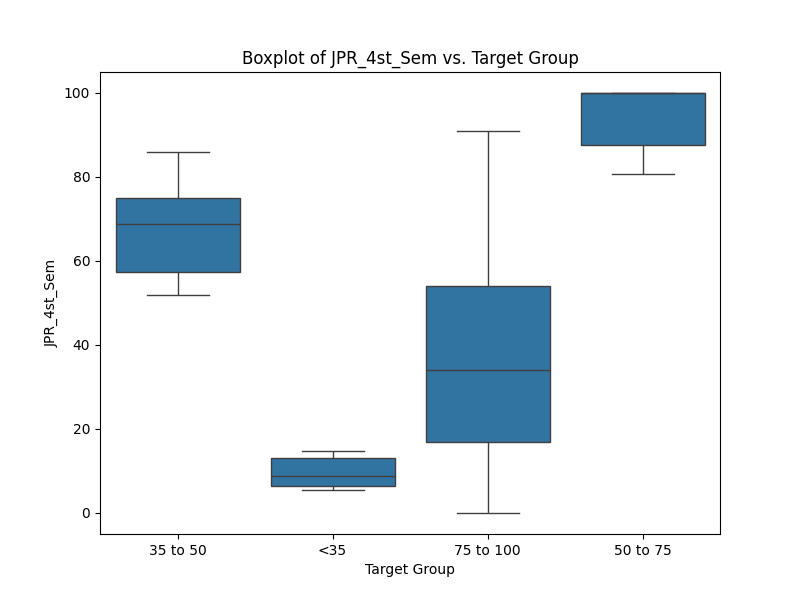 Boxplot of JPR_4st_Sem vs. Target Group
100
80
60
40
20
0
JPR_4st_Sem
35 to 50
<35
75 to 100
50 to 75
Target Group